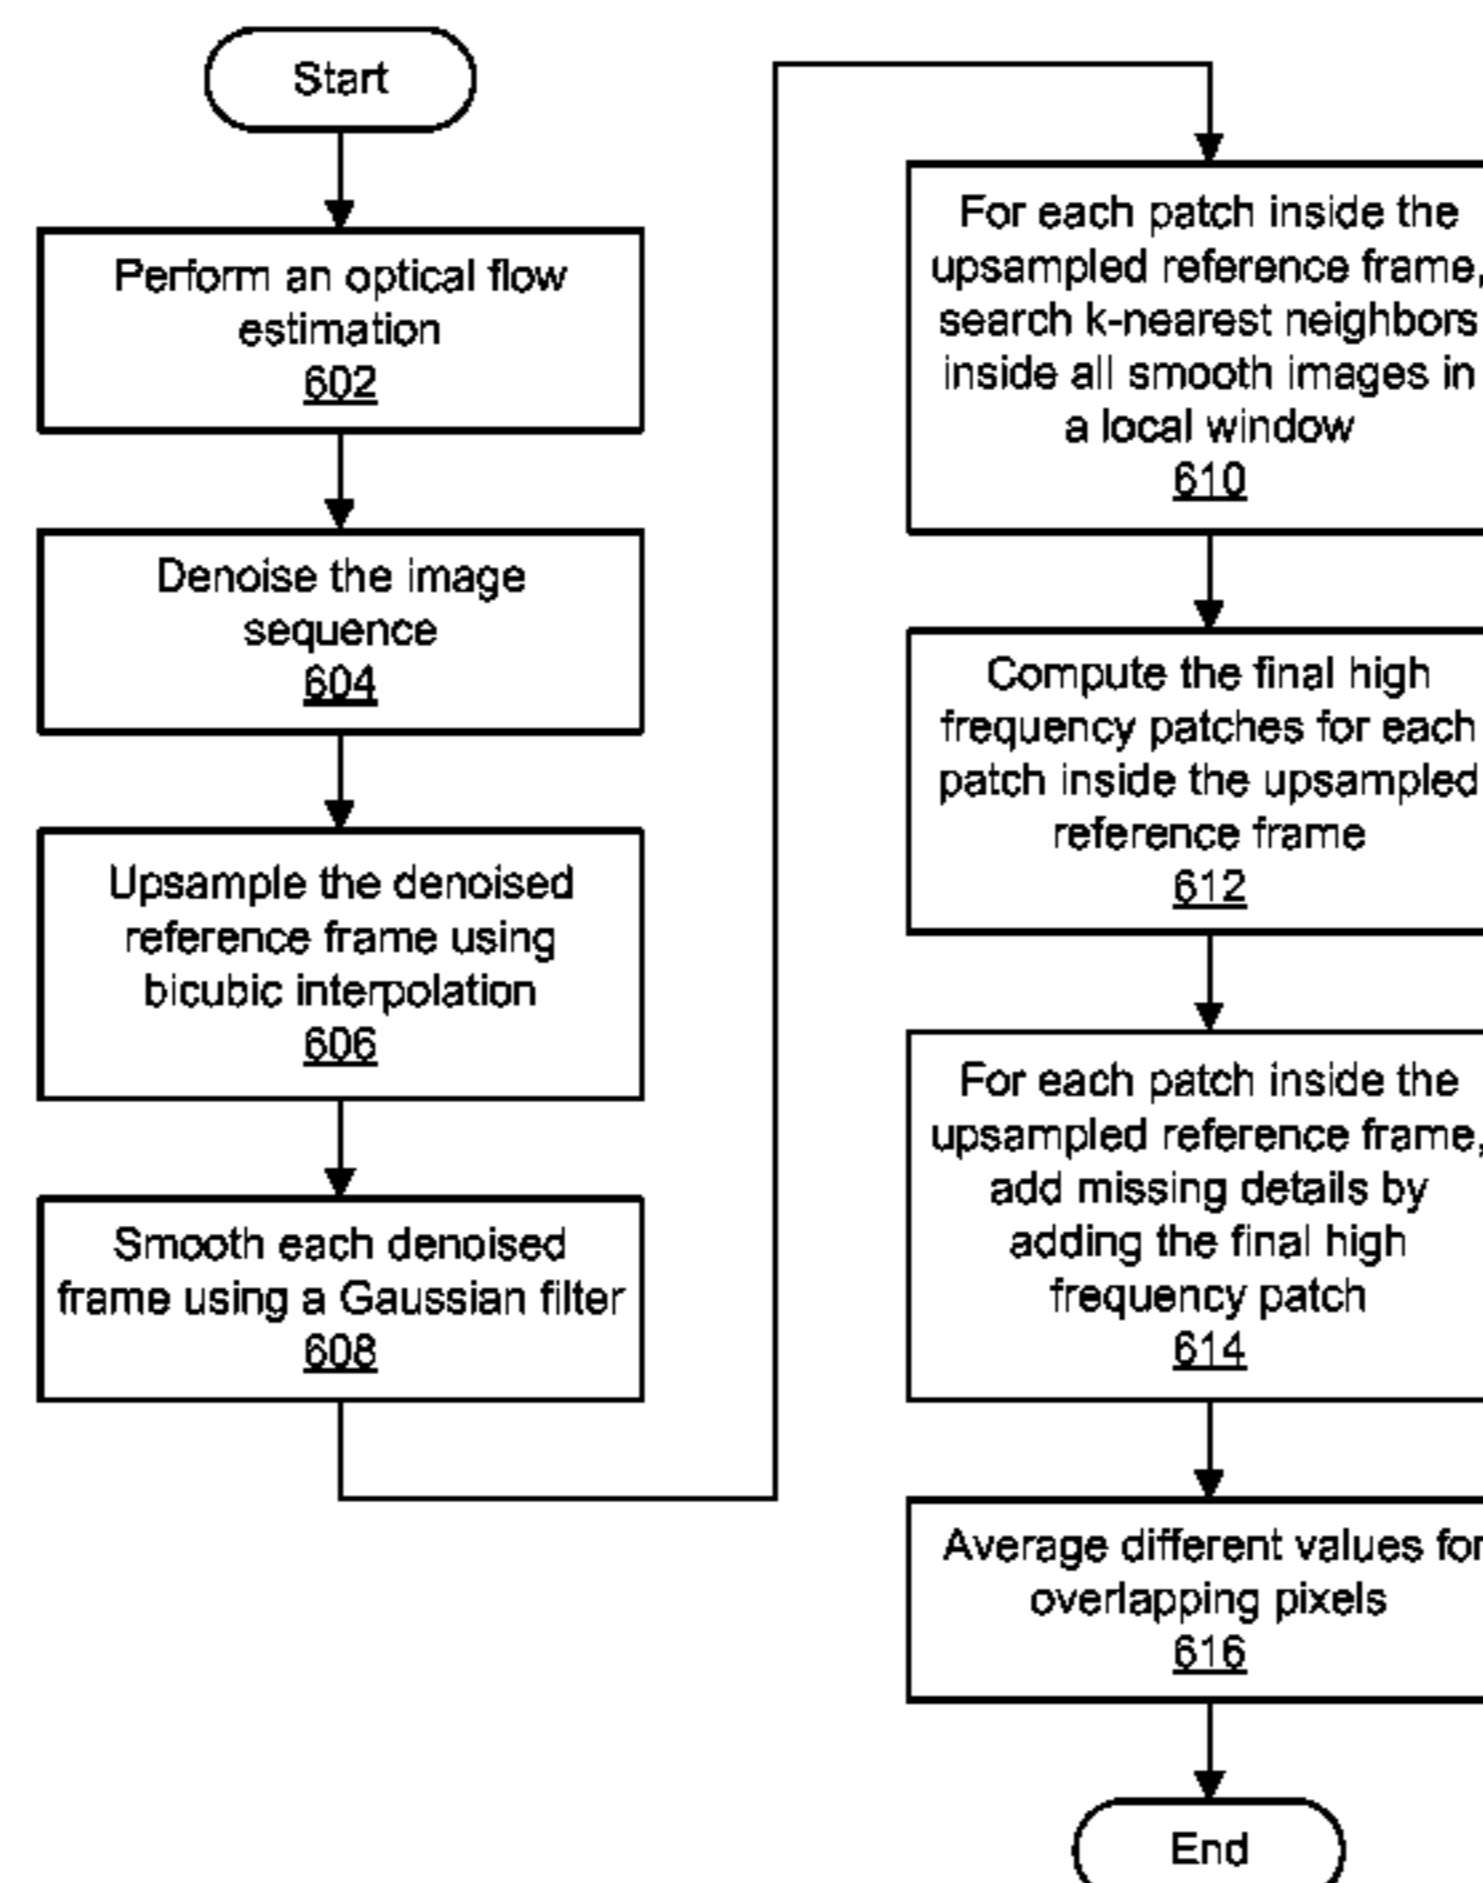 Start
Perform an optical flow
estimation
602
Denoise the image
sequence
604
Upsample the denoised
reference frame using
bicubic interpolation
606
Smooth each denoised
frame using a Gaussian filter
608
For each patch inside the
upsampled reference frame,
search k-nearest neighbors
inside all smooth images in
a local window
610
Compute the final high
frequency patches for each
patch inside the upsampled
reference frame
612
For each patch inside the
upsampled reference frame,
add missing details by
adding the final high
frequency patch
614
Average different values for
overlapping pixels
616
End